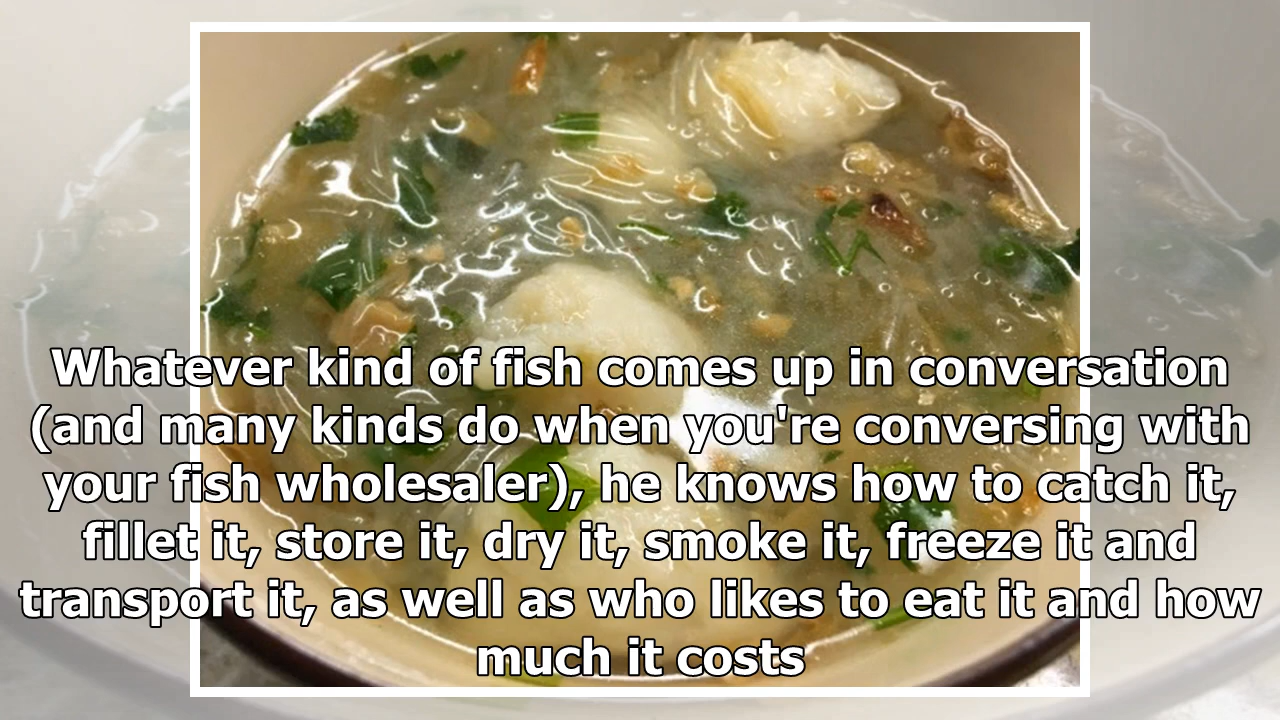 Whatever kind of fish comes up in conversation
(and many kinds do when you're conversing with
your fish wholesaler), he knows how to catch it,
fillet it, store it, dry it, smoke it, freeze it and
transport it, as well as who likes to eat it and how
much it costs